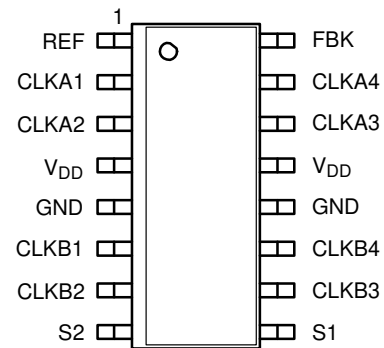 1
REF FBK
CLKA1 CLKA4
CLKA2 CLKA3
VDD VDD
GND GND
CLKB1 CLKB4
CLKB2 CLKB3
S2 S1